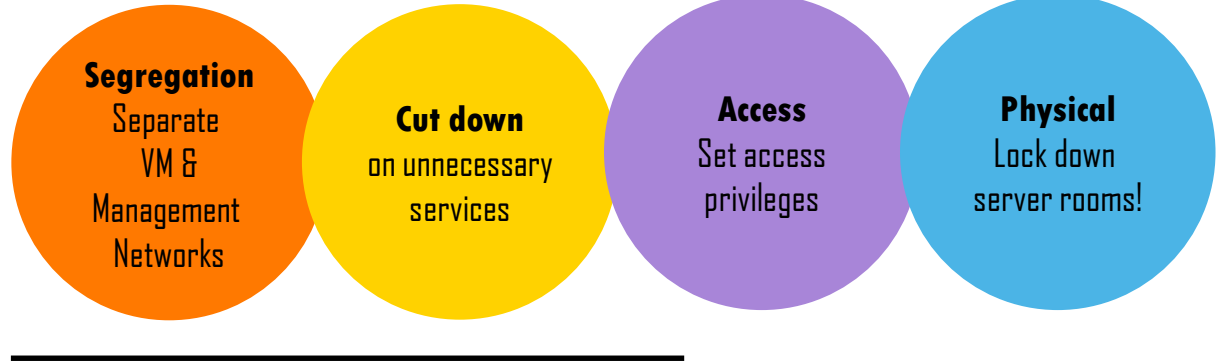 Segregation
Separate
VM &
Management
Networks
Cut down
on unnecessary
services
Access
Set access
privileges
Physical
Lock down
server rooms!